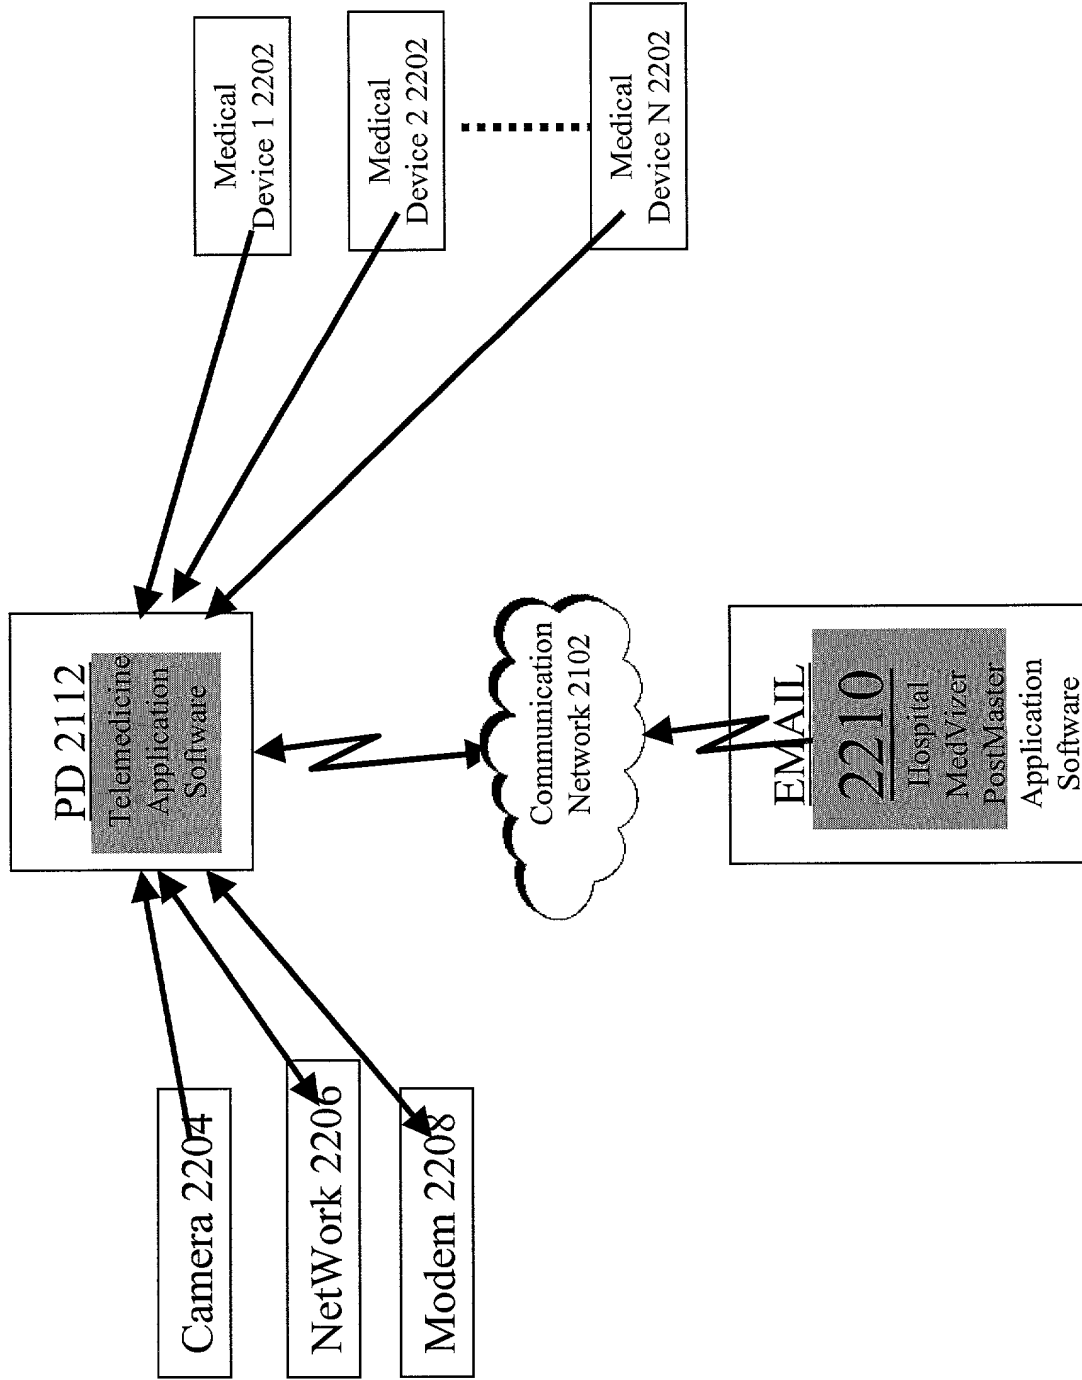 Camera 2204
NetWork 2206
Modem 2208
PD 2112
Telemedicine
Application
Software
Communication
Network 2102
EMAIL
2210
Hospital
MedVizer
PostMaster
Application
Software
Medical
Device 1 2202
Medical
Device 2 2202
Medical
Device N 2202